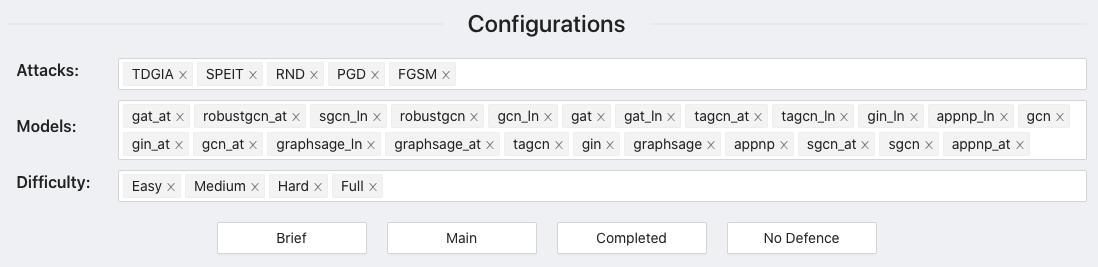 Configurations
Attacks: TDGIA × SPEIT × RND × PGD × FGSM ×
Models: gat_at × robustgcn_at × sgcn_ln × robustgcn × gcn_ln × gat × gat_ln × tagcn_at × tagcn_ln × gin_ln × appnp_ln × gcn ×
gin_at × gcn_at × graphsage_ln × graphsage_at × tagcn × gin × graphsage × appnp × sgcn_at × sgcn × appnp_at ×
Difficulty: Easy × Medium × Hard × Full ×
Brief Main Completed No Defence